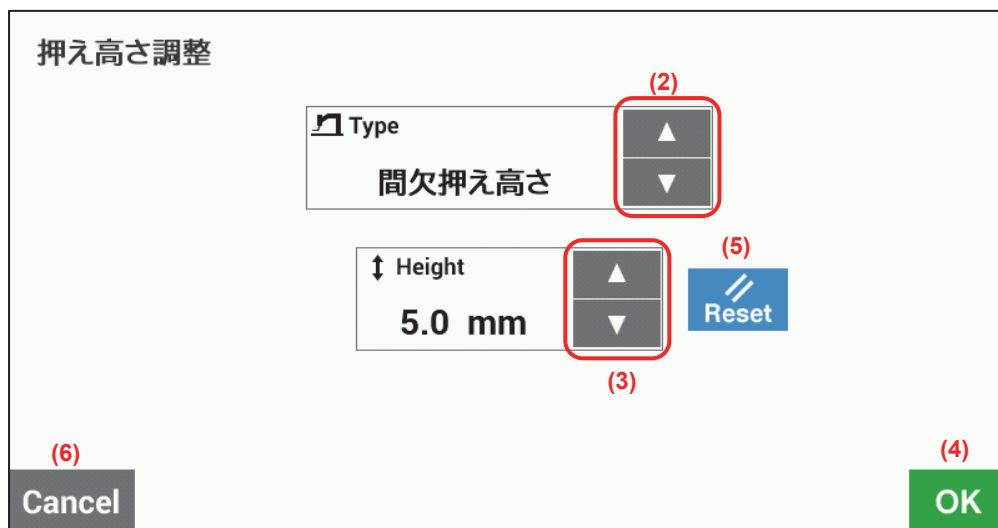 押え高さ調整
(2)
Type
▲
間欠押え高さ
▼
(5)
Height
▲
Reset
5.0 mm
▼
(3)
(6)
(4)
Cancel
OK